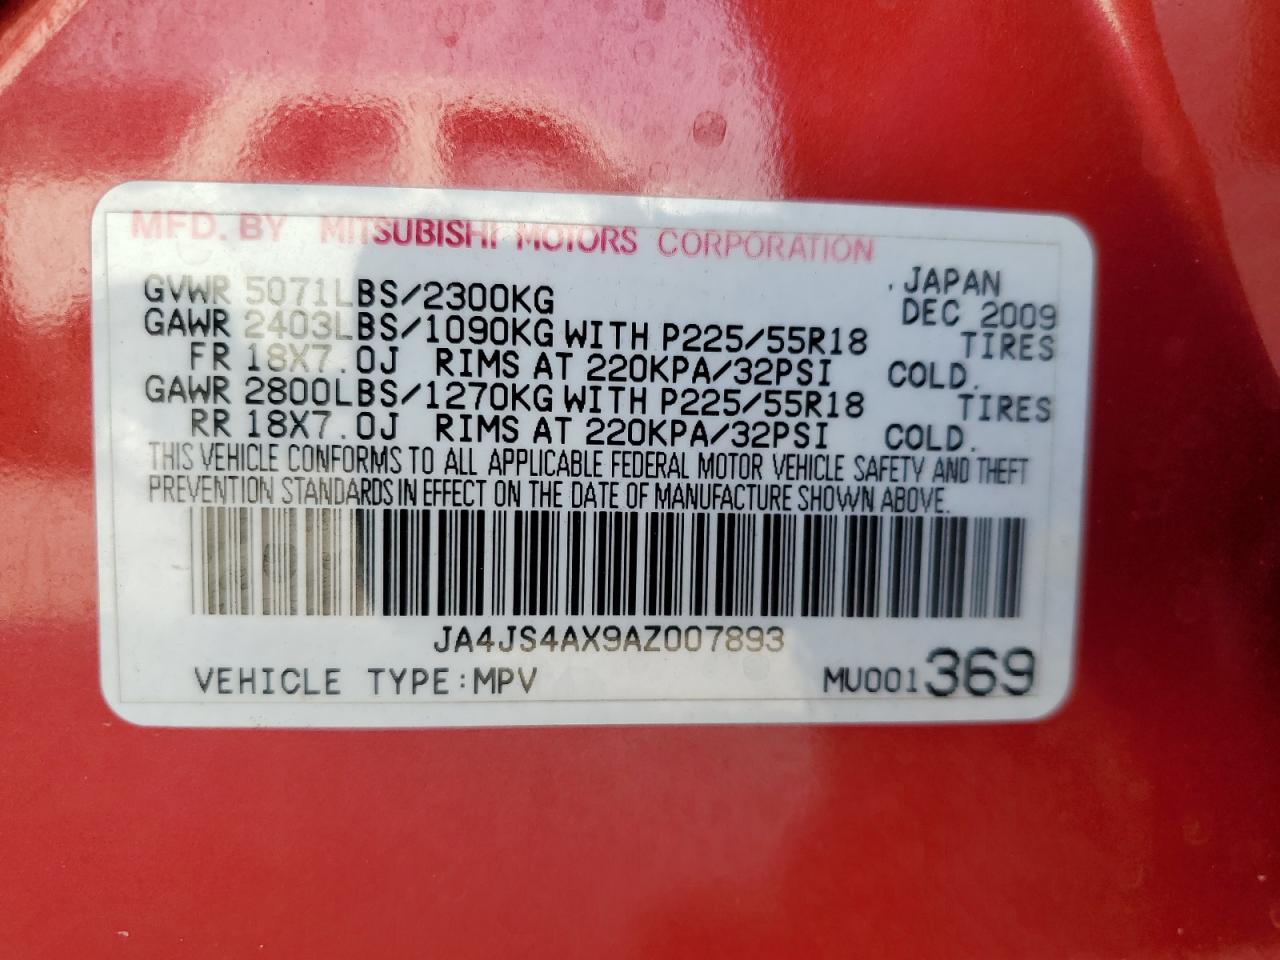 MFD. BY MITSUBISHI MOTORS CORPORATION
GVWR 5071LBS/2300KG .JAPAN DEC 2009
GAWR 2403LBS/1090KG WITH P225/55R18 TIRES
FR 18X7.0J RIMS AT 220KPA/32PSI COLD.
GAWR 2800LBS/1270KG WITH P225/55R18 TIRES
RR 18X7.0J RIMS AT 220KPA/32PSI COLD.
THIS VEHICLE CONFORMS TO ALL APPLICABLE FEDERAL MOTOR VEHICLE SAFETY AND THEFT
PREVENTION STANDARDS IN EFFECT ON THE DATE OF MANUFACTURE SHOWN ABOVE.
JA4JS4AX9AZ007893
VEHICLE TYPE:MPV MU001369